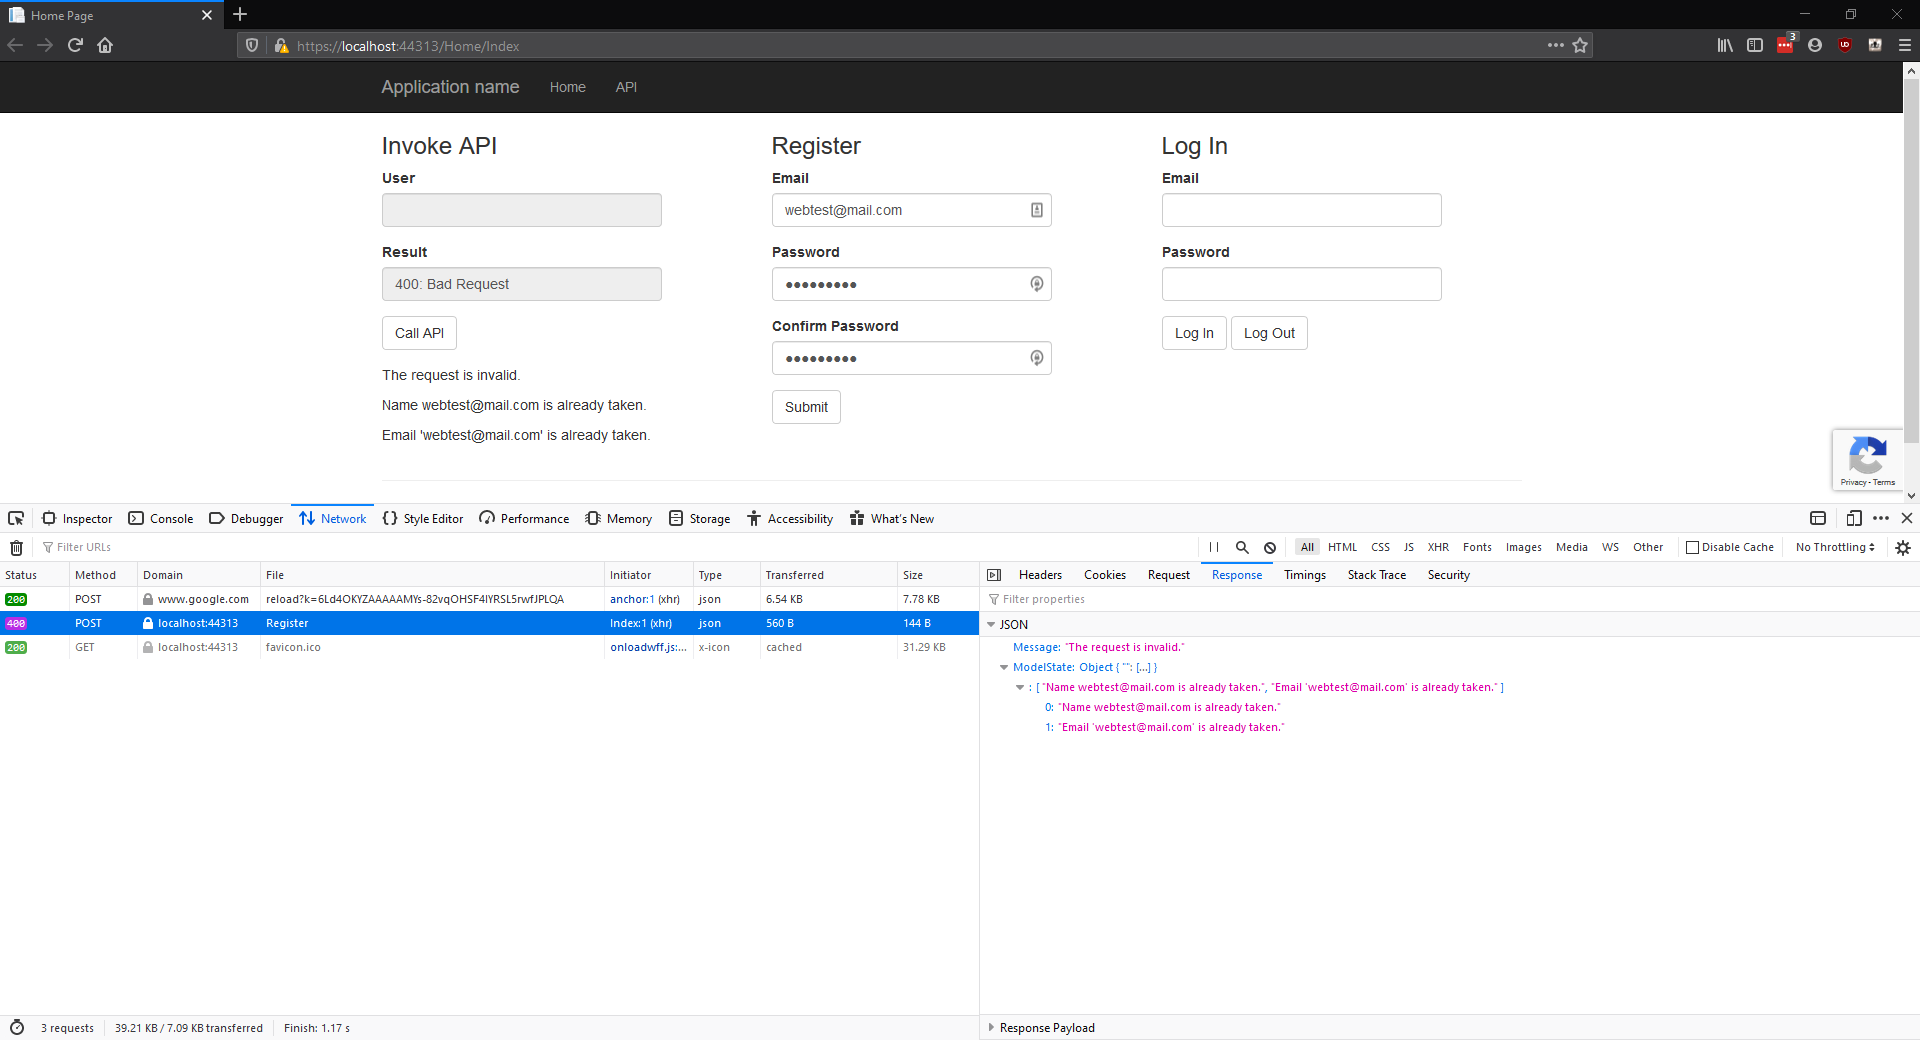 Home Page
3
https://localhost:44313/Home/Index
Application name Home API
Invoke API
User
Result
400: Bad Request
Call API
The request is invalid.
Name webtest@mail.com is already taken.
Email 'webtest@mail.com' is already taken.
Register
Email
webtest@mail.com
Password
●●●●●●●●●
Confirm Password
●●●●●●●●●
Submit
Log In
Email
Password
Log In Log Out
Privacy - Terms
Inspector Console Debugger Network Style Editor Performance Memory Storage Accessibility What's New
Filter URLs
All HTML CSS JS XHR Fonts Images Media WS Other Disable Cache No Throttling
Status Method Domain File Initiator Type Transferred Size
200 POST www.google.com reload?k=6Ld4OKYZAAAAAMYs-82vqOHSF4IYRSL5rwfJPLQA anchor:1 (xhr) json 6.54 KB 7.78 KB
400 POST localhost:44313 Register Index:1 (xhr) json 560 B 144 B
200 GET localhost:44313 favicon.ico onloadwff.js:... x-icon cached 31.29 KB
Headers Cookies Request Response Timings Stack Trace Security
Filter properties
JSON
Message: "The request is invalid."
ModelState: Object { "": [...] }
: [ "Name webtest@mail.com is already taken.", "Email 'webtest@mail.com' is already taken." ]
0: "Name webtest@mail.com is already taken."
1: "Email 'webtest@mail.com' is already taken."
3 requests 39.21 KB / 7.09 KB transferred Finish: 1.17 s
Response Payload